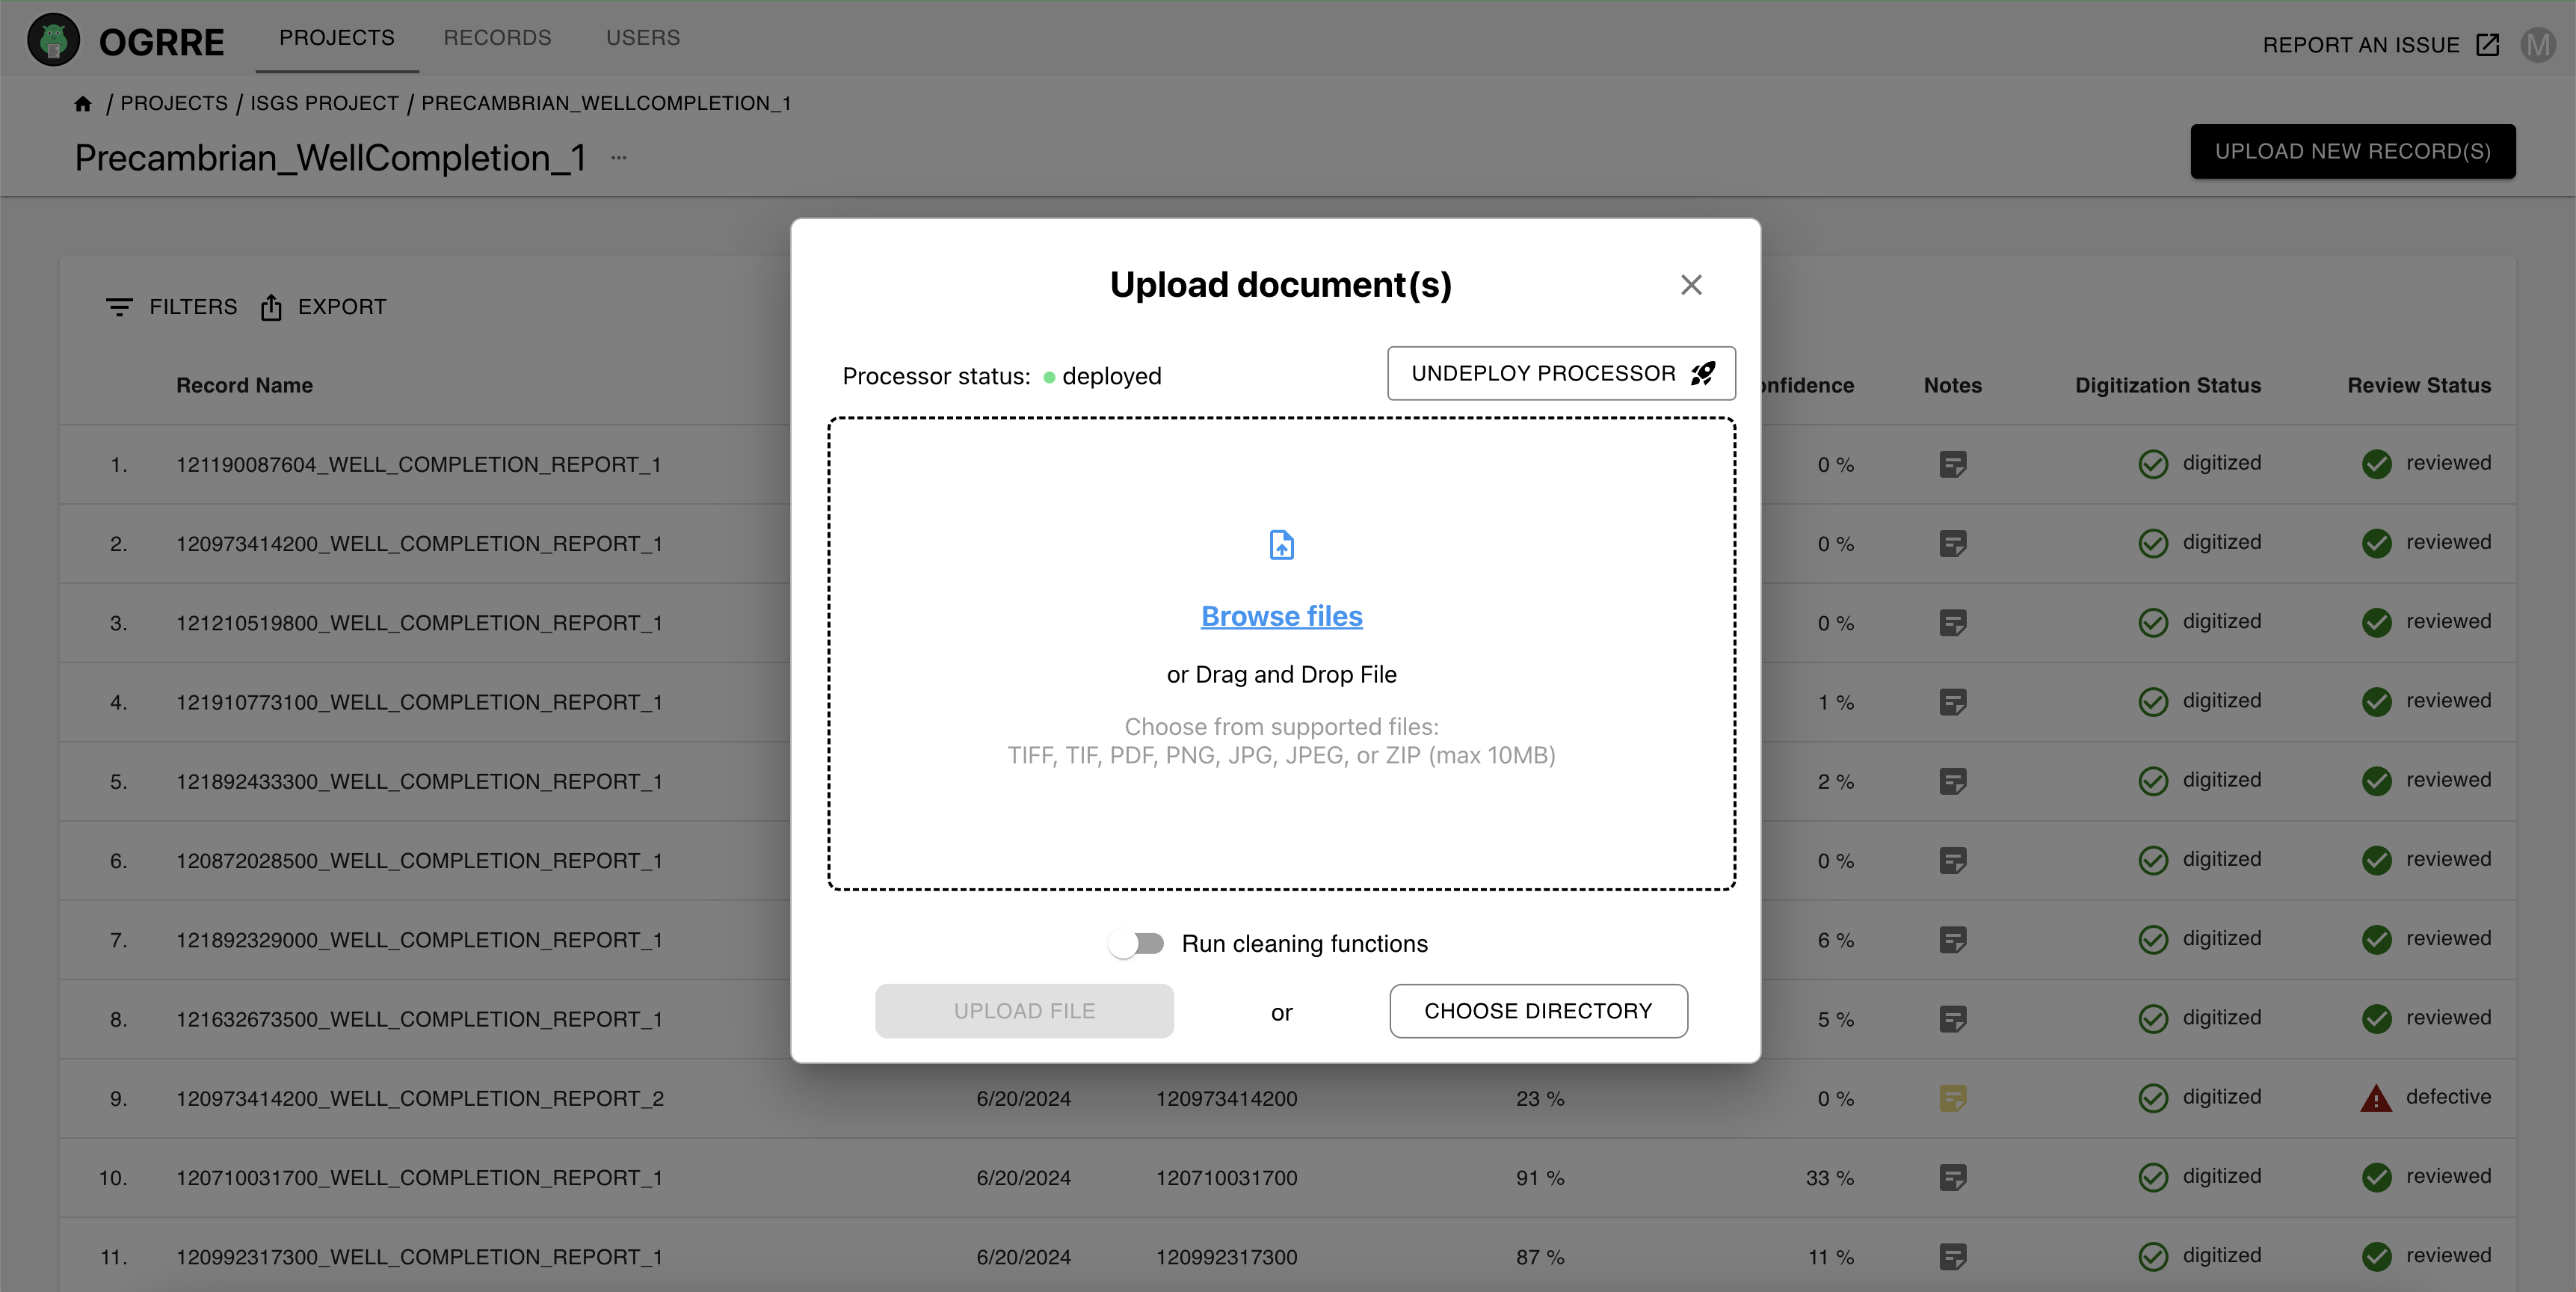 OGRRE PROJECTS RECORDS USERS REPORT AN ISSUE M
/ PROJECTS / ISGS PROJECT / PRECAMBRIAN_WELLCOMPLETION_1
Precambrian_WellCompletion_1 ... UPLOAD NEW RECORD(S)
FILTERS EXPORT
Record Name onfidence Notes Digitization Status Review Status
1. 121190087604_WELL_COMPLETION_REPORT_1 0 % digitized reviewed
2. 120973414200_WELL_COMPLETION_REPORT_1 0 % digitized reviewed
3. 121210519800_WELL_COMPLETION_REPORT_1 0 % digitized reviewed
4. 121910773100_WELL_COMPLETION_REPORT_1 1 % digitized reviewed
5. 121892433300_WELL_COMPLETION_REPORT_1 2 % digitized reviewed
6. 120872028500_WELL_COMPLETION_REPORT_1 0 % digitized reviewed
7. 121892329000_WELL_COMPLETION_REPORT_1 6 % digitized reviewed
8. 121632673500_WELL_COMPLETION_REPORT_1 5 % digitized reviewed
9. 120973414200_WELL_COMPLETION_REPORT_2 6/20/2024 120973414200 23 % 0 % digitized defective
10. 120710031700_WELL_COMPLETION_REPORT_1 6/20/2024 120710031700 91 % 33 % digitized reviewed
11. 120992317300_WELL_COMPLETION_REPORT_1 6/20/2024 120992317300 87 % 11 % digitized reviewed
Upload document(s)
Processor status: deployed UNDEPLOY PROCESSOR
Browse files
or Drag and Drop File
Choose from supported files:
TIFF, TIF, PDF, PNG, JPG, JPEG, or ZIP (max 10MB)
Run cleaning functions
UPLOAD FILE or CHOOSE DIRECTORY